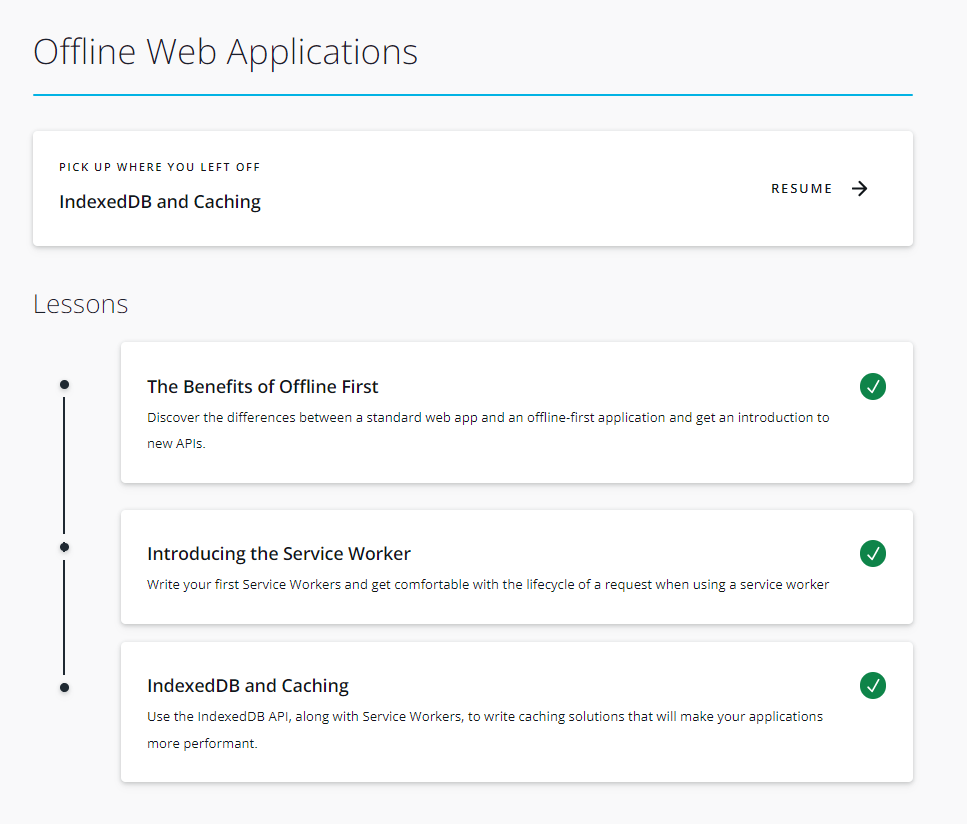 Offline Web Applications
PICK UP WHERE YOU LEFT OFF
IndexedDB and Caching
RESUME
Lessons
The Benefits of Offline First
Discover the differences between a standard web app and an offline-first application and get an introduction to
new APIs.
Introducing the Service Worker
Write your first Service Workers and get comfortable with the lifecycle of a request when using a service worker
IndexedDB and Caching
Use the IndexedDB API, along with Service Workers, to write caching solutions that will make your applications
more performant.